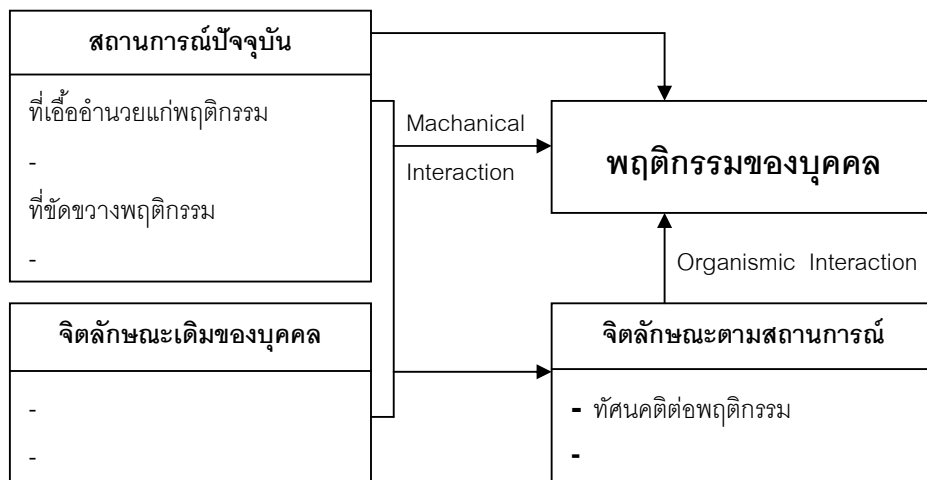 สถานการณ์ปัจจุบัน
ที่เอื้ออำนวยแก่พฤติกรรม
-
ที่ขัดขวางพฤติกรรม
-
Machanical
Interaction
พฤติกรรมของบุคคล
Organismic Interaction
จิตลักษณะเดิมของบุคคล
-
-
จิตลักษณะตามสถานการณ์
- ทัศนคติต่อพฤติกรรม
-